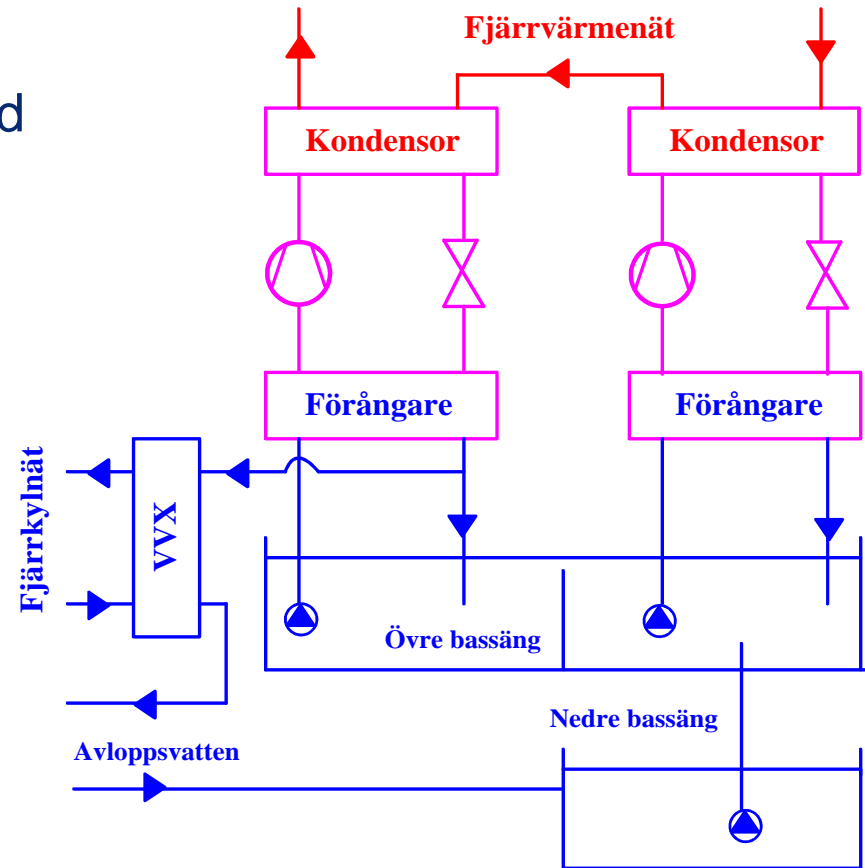 d
Fjärrvärmenät
Kondensor
Kondensor
Förångare
Förångare
Fjärrkylnät
VVX
Övre bassäng
Nedre bassäng
Avloppsvatten